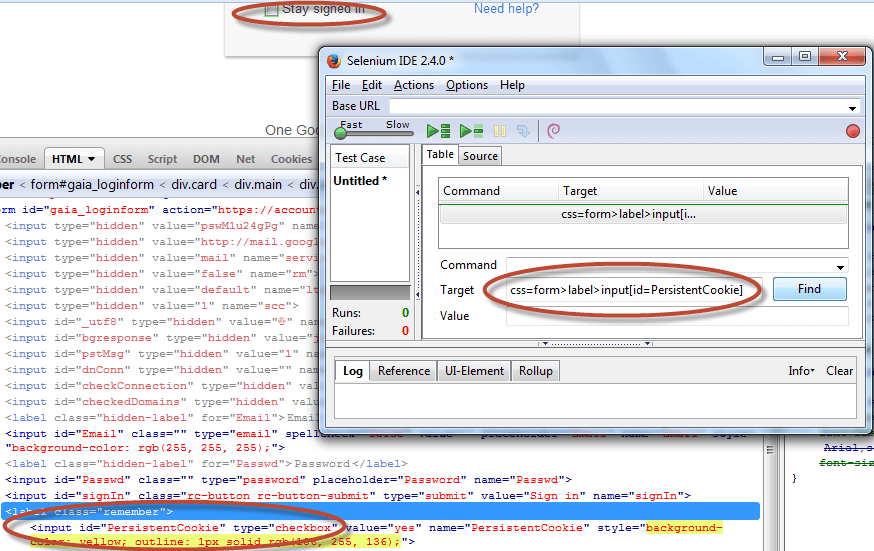 Stay signed in
Need help?
One Goo
Selenium IDE 2.4.0 *
File Edit Actions Options Help
Base URL
Fast Slow
Test Case
Untitled *
Table Source
Command Target Value
css=form>label>input[i...
Command
Target css=form>label>input[id=PersistentCookie] Find
Value
Runs: 0
Failures: 0
Log Reference UI-Element Rollup Info Clear
onsole HTML CSS Script DOM Net Cookies
ber < form#gaia_loginform < div.card < div.main < div.
rm id="gaia_loginform" action="https://accoun
<input type="hidden" value="pswM1u24gPg" name=
<input type="hidden" value="http://mail.googl
<input type="hidden" value="mail" name="servi
<input type="hidden" value="false" name="rm">
<input type="hidden" value="default" name="lt
<input type="hidden" value="1" name="scc">
<input id="_utf8" type="hidden" value="
<input id="bgresponse" type="hidden" value="j
<input id="pstMsg" type="hidden" value="1" na
<input id="dnConn" type="hidden" value="" nam
<input id="checkConnection" type="hidden" val
<input id="checkedDomains" type="hidden" valu
<label class="hidden-label" for="Email">Email
<input id="Email" class="" type="email"
"background-color: rgb(255, 255, 255);">
<label class="hidden-label" for="Passwd">Password</label>
<input id="Passwd" class="" type="password" placeholder="Password" name="Passwd">
<input id="signIn" class="rc-button rc-button-submit" type="submit" value="Sign in" name="signIn">
<label class="remember">
<input id="PersistentCookie" type="checkbox" value="yes" name="PersistentCookie" style="background-
color: yellow; outline: 1px solid 255, 136);">
Arial,s
font-siz
}